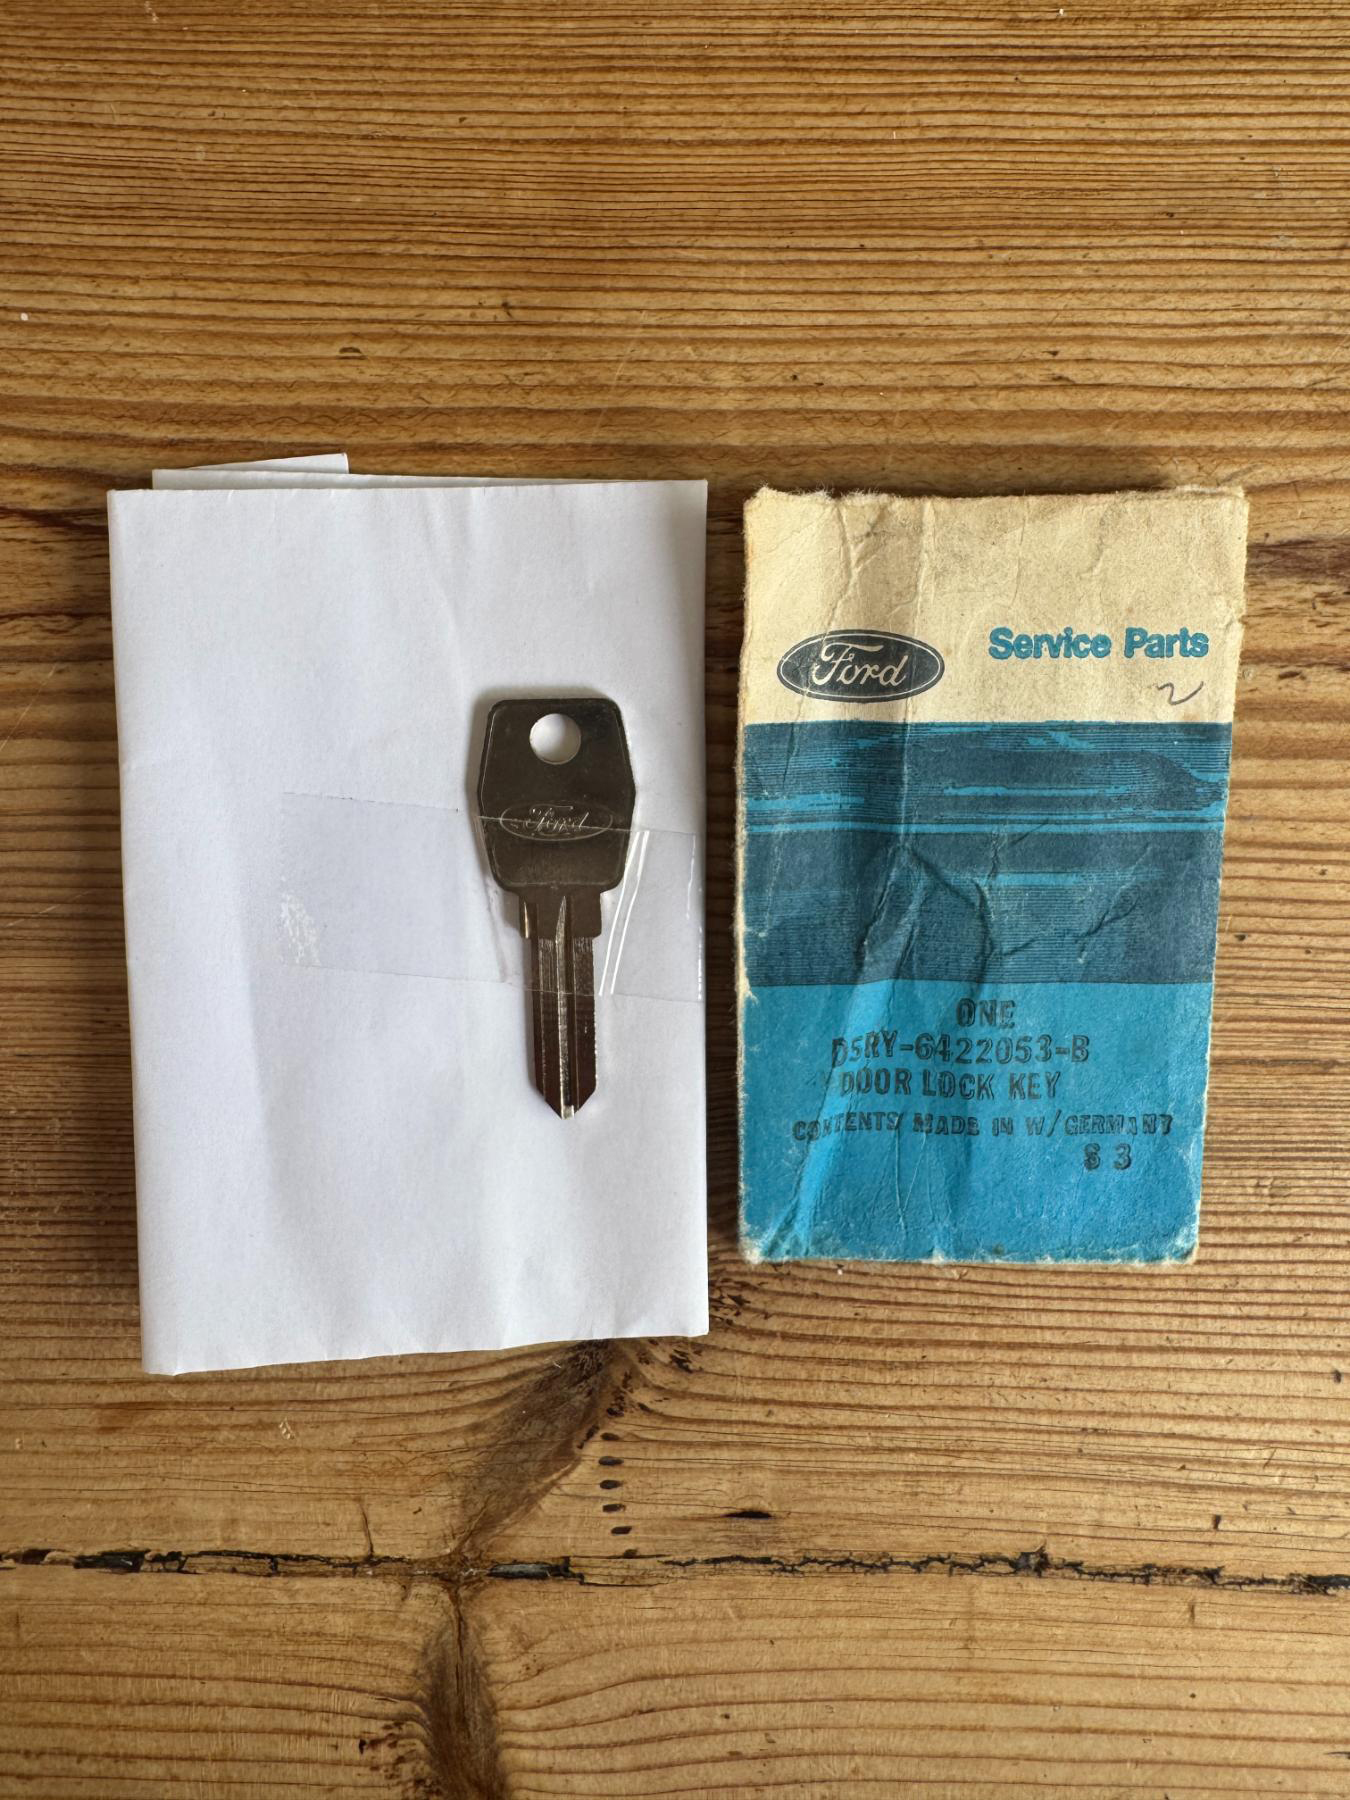 Ford
Ford
Service Parts
2
ONE
D5RY-6422053-B
DOOR LOCK KEY
CONTENTS MADE IN W/GERMANY
S 3